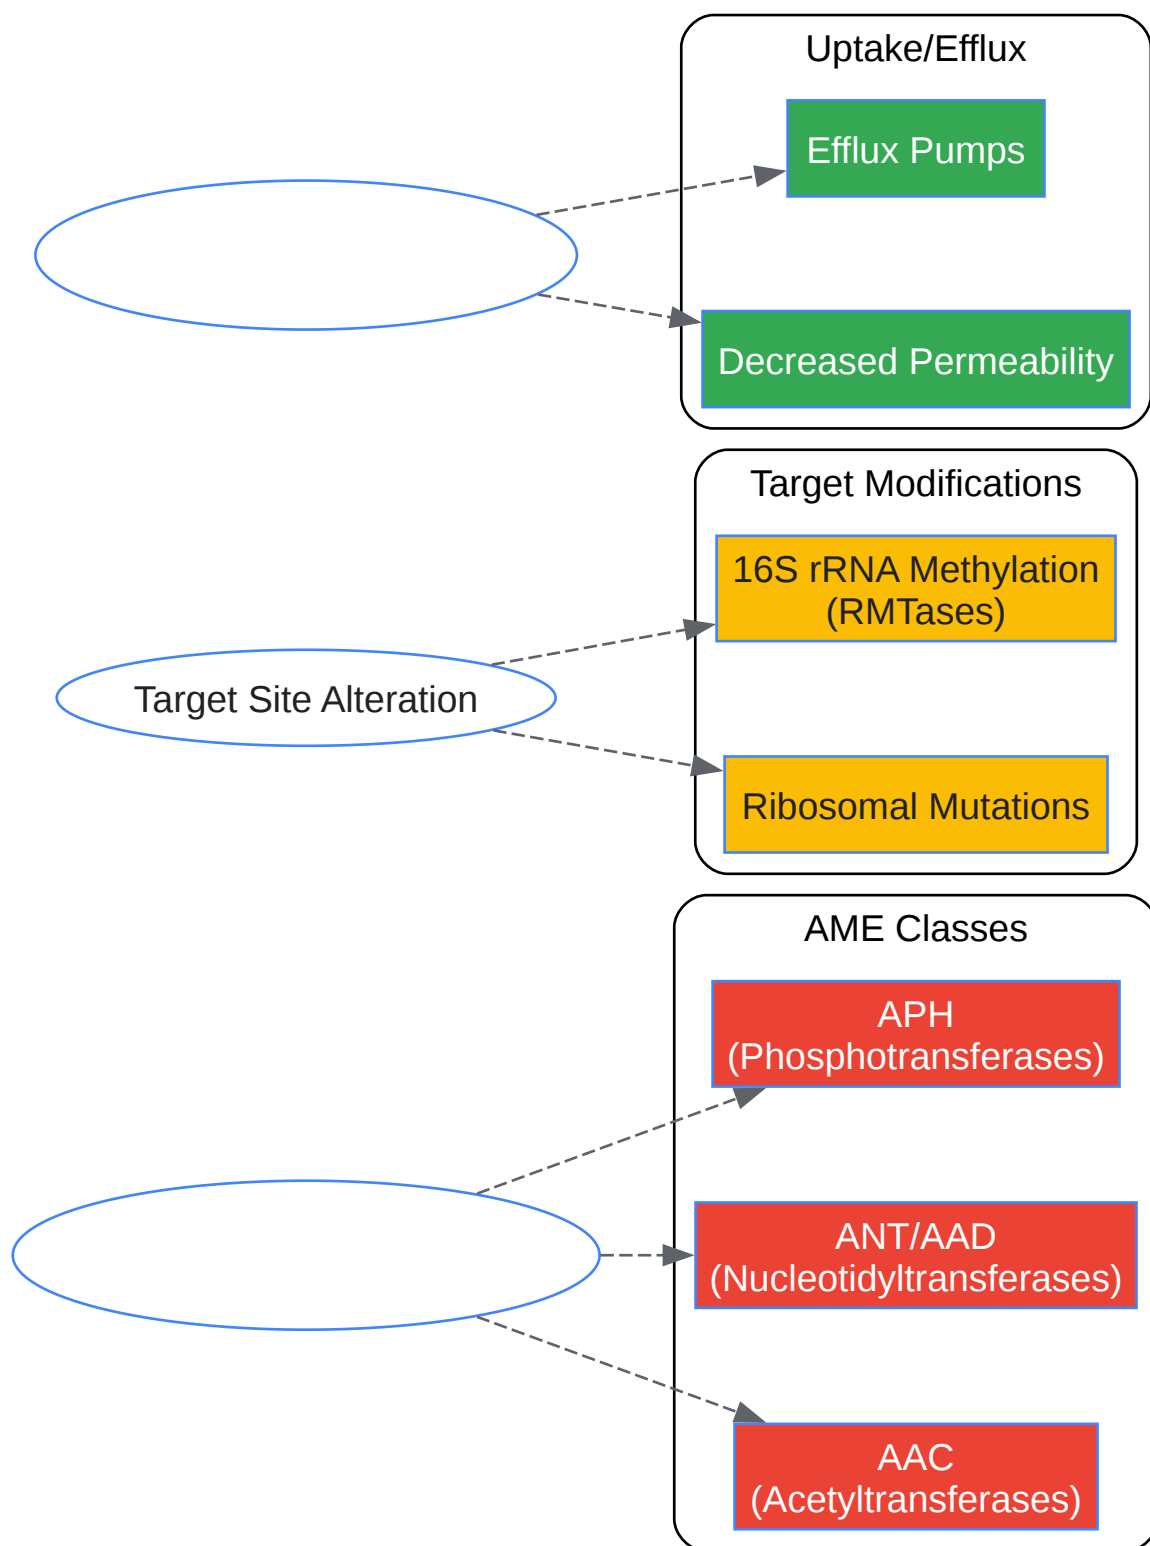 Uptake/Efflux
Efflux Pumps
Decreased Permeability
Target Modifications
16S rRNA Methylation
(RMTases)
Target Site Alteration
Ribosomal Mutations
AME Classes
APH
(Phosphotransferases)
ANT/AAD
(Nucleotidyltransferases)
AAC
(Acetyltransferases)